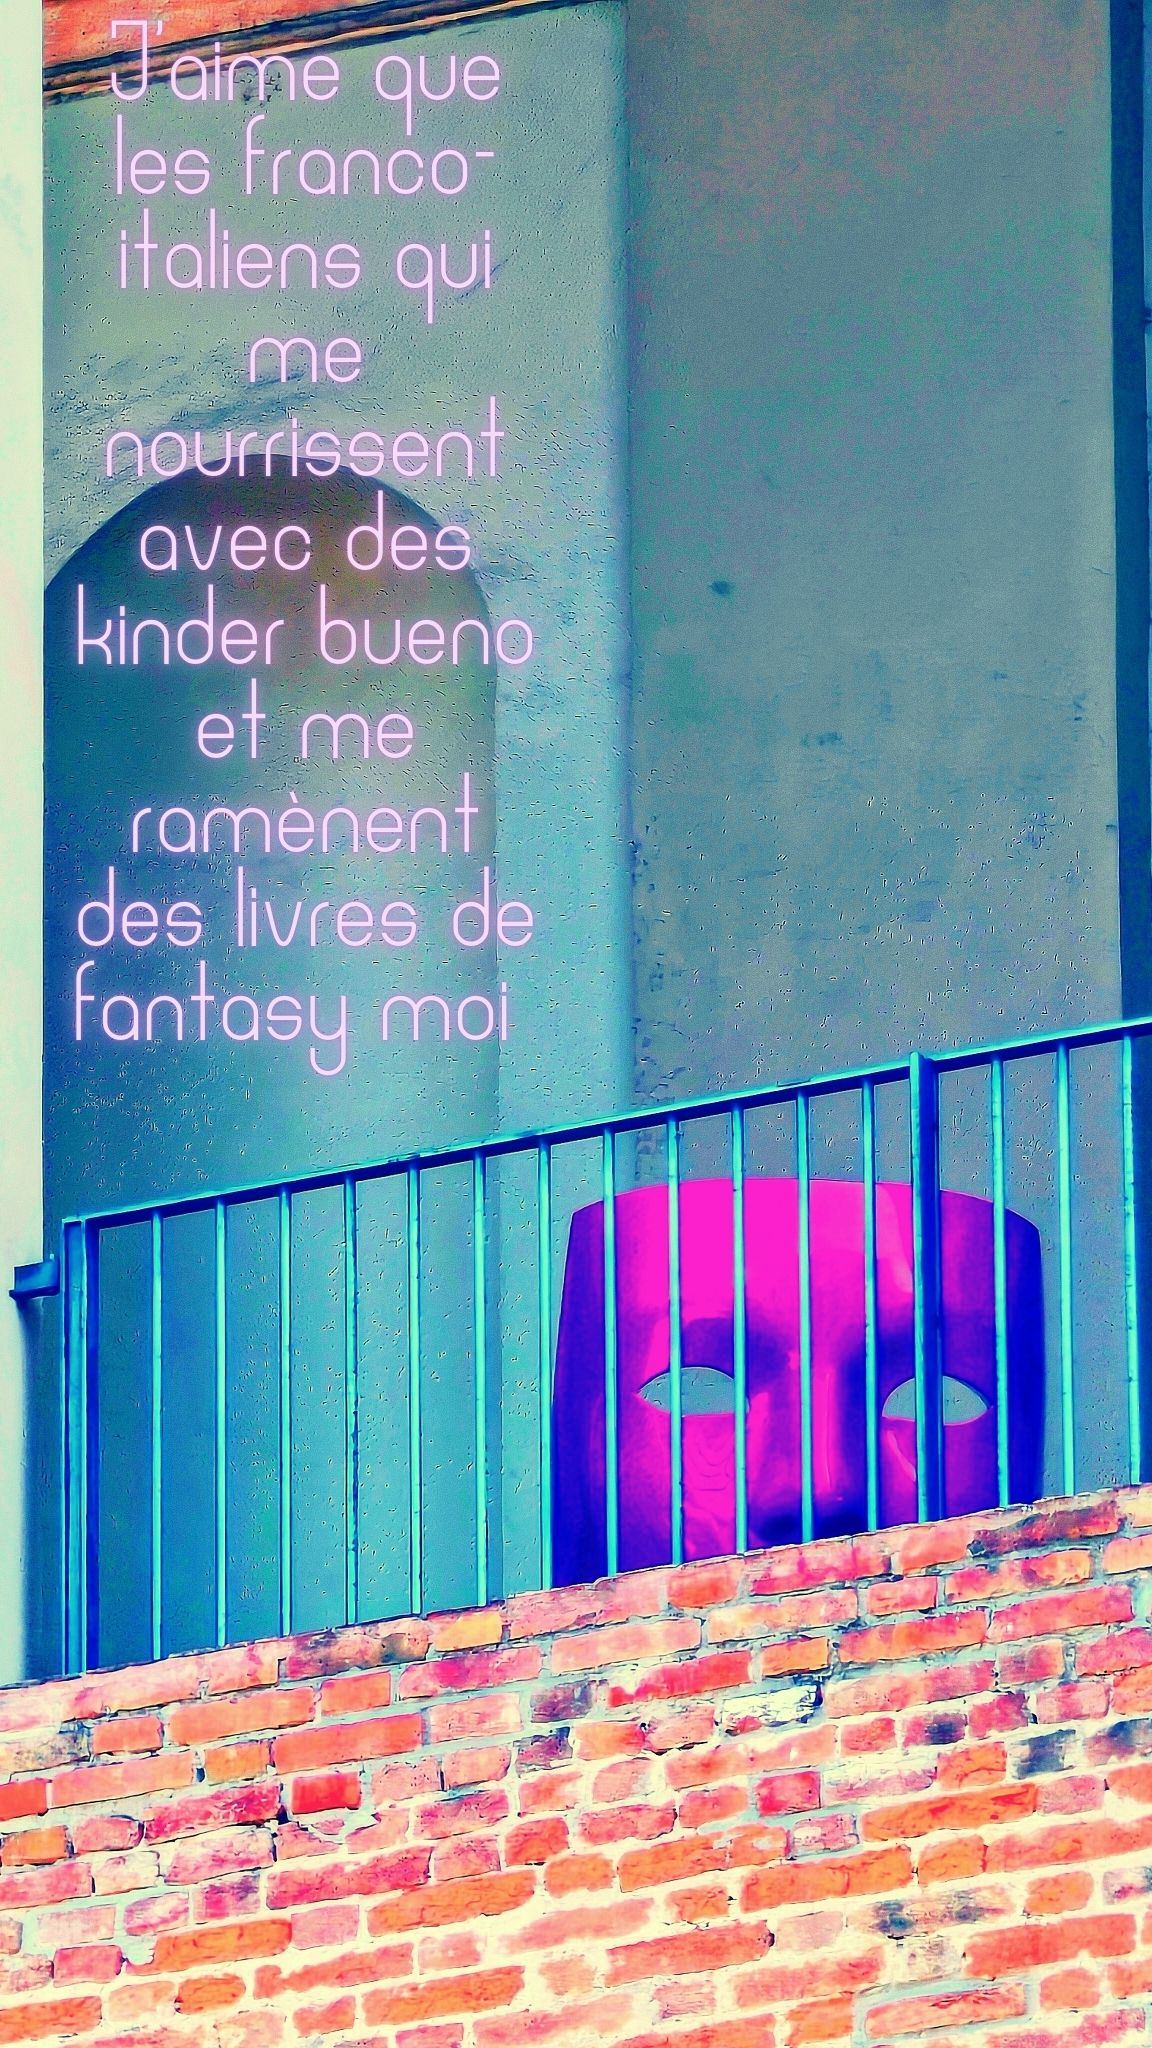 J'aime que
les franco-
italiens qui
me
nourrissent
avec des
kinder bueno
et me
ramènent
des livres de
fantasy moi